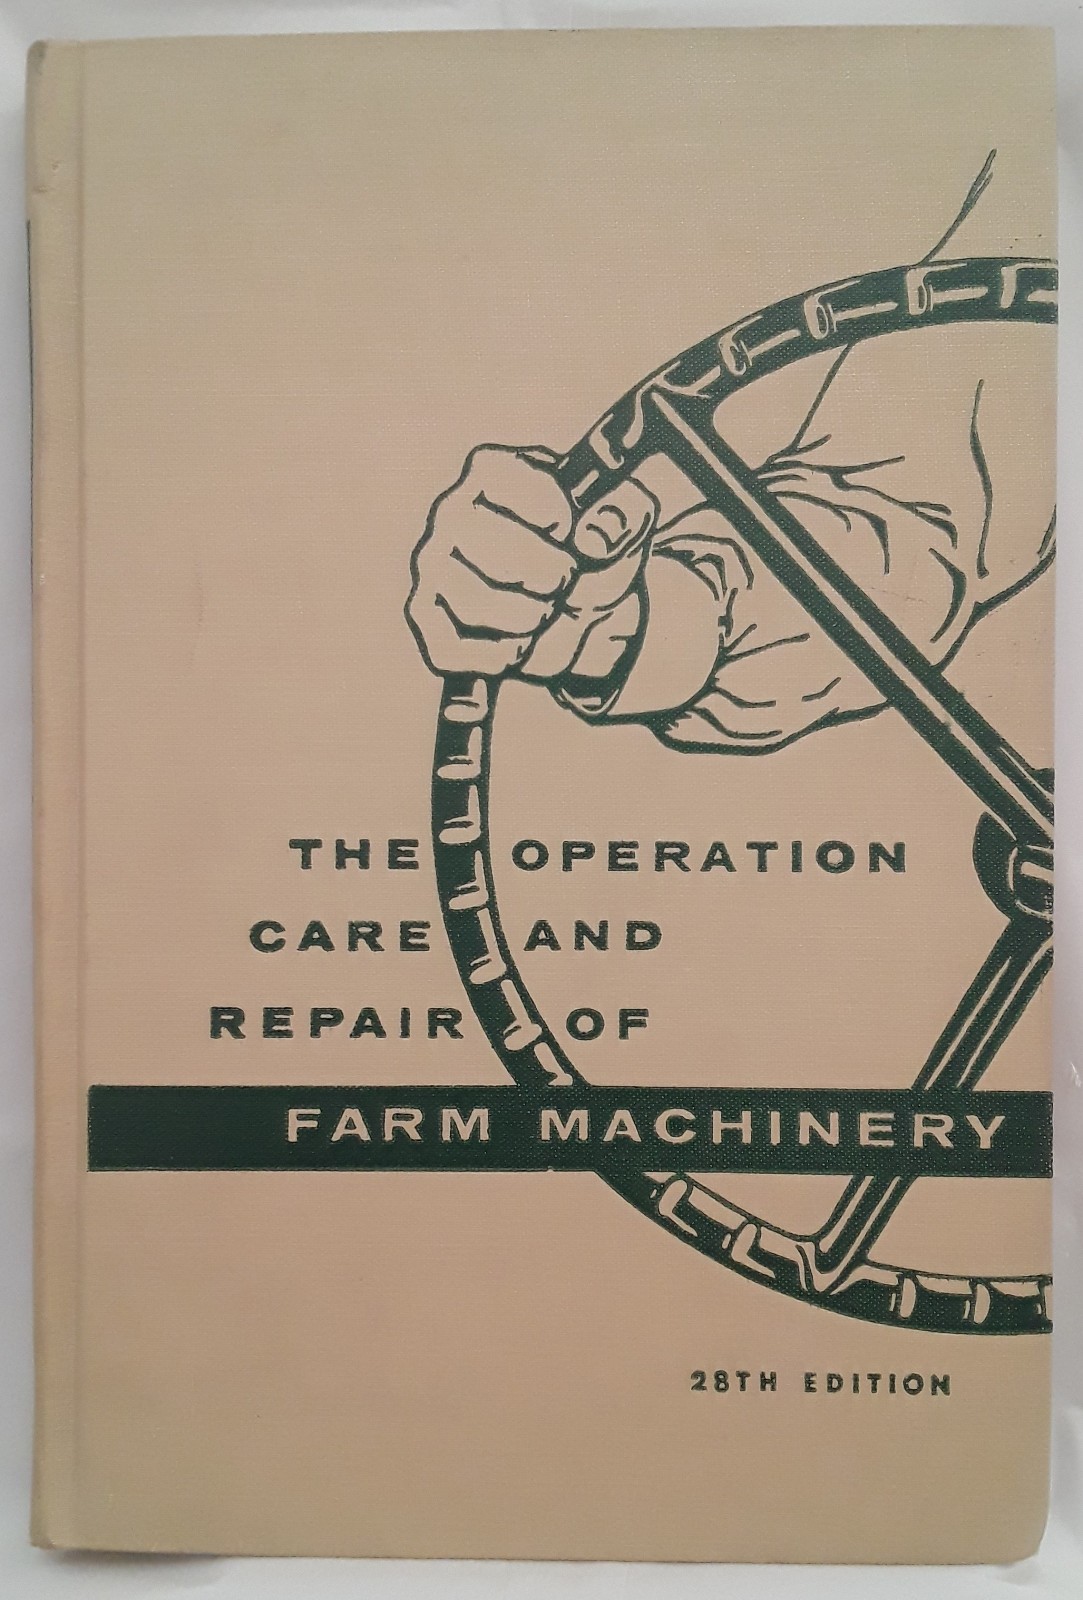 THE OPERATION
CARE AND
REPAIR OF
FARM MACHINERY
28TH EDITION